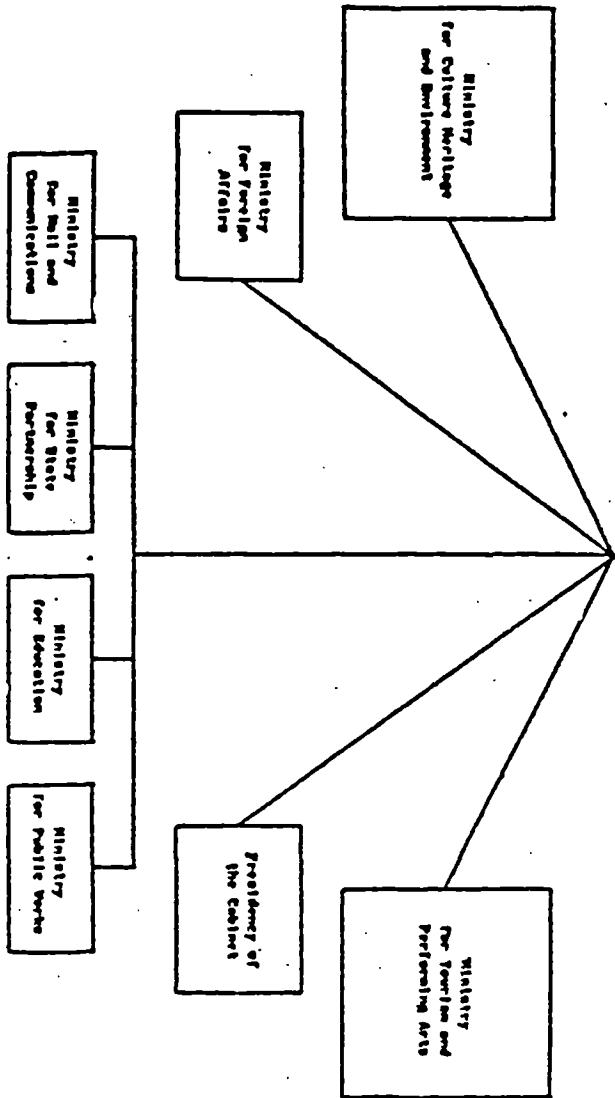 Ministry
for Culture Heritage
and Environment
Ministry
for Tourism and
Performing Arts
Ministry
for Foreign
Affairs
Presidency of
the Cabinet
Ministry
for Mail and
Communications
Ministry
for State
Partnership
Ministry
for Education
Ministry
for Public Works